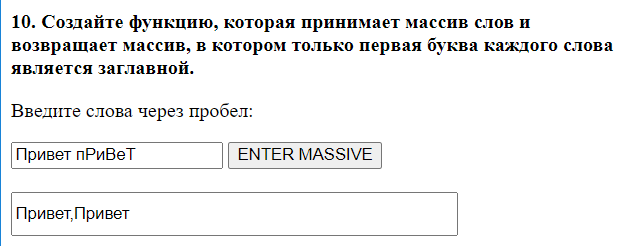 10. Создайте функцию, которая принимает массив слов и
возвращает массив, в котором только первая буква каждого слова
является заглавной.
Введите слова через пробел:
Привет пРиВеТ ENTER MASSIVE
Привет,Привет